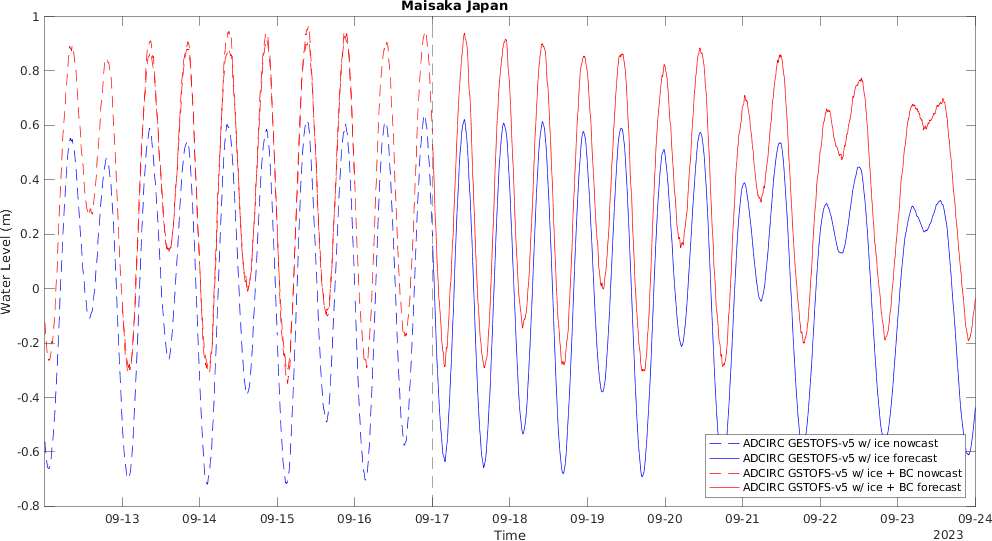 Maisaka Japan
Water Level (m)
1
0.8
0.6
0.4
0.2
0
-0.2
-0.4
-0.6
-0.8
ADCIRC GESTOFS-v5 w/ ice nowcast
ADCIRC GESTOFS-v5 w/ ice forecast
ADCIRC GSTOFS-v5 w/ ice + BC nowcast
ADCIRC GSTOFS-v5 w/ ice + BC forecast
09-13 09-14 09-15 09-16 09-17 09-18 09-19 09-20 09-21 09-22 09-23 09-24
Time
2023